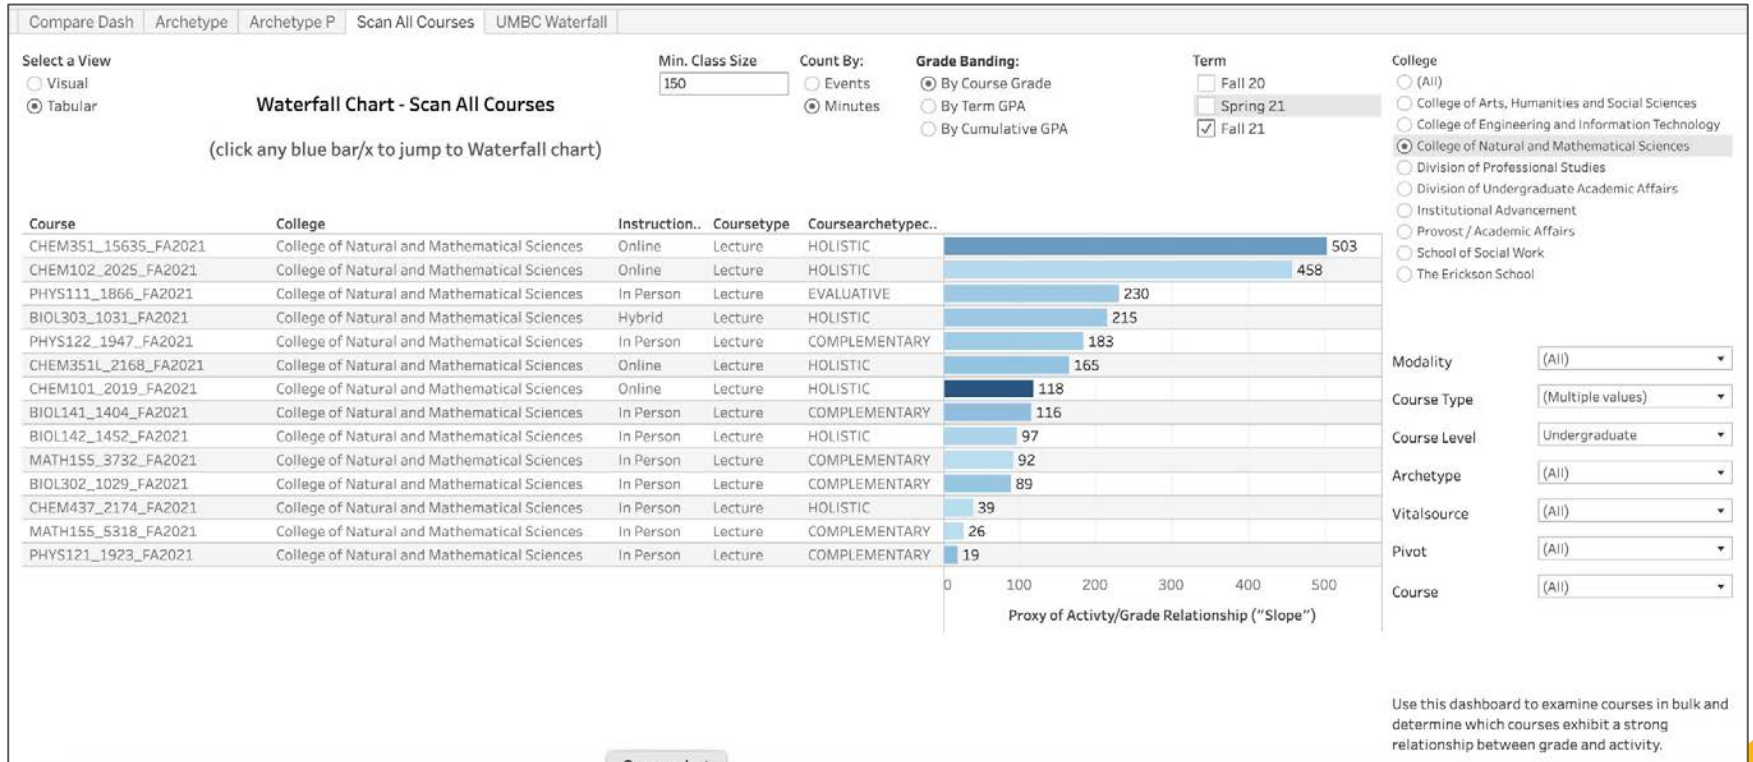 Compare Dash Archetype Archetype P Scan All Courses UMBC Waterfall
Select a View
Visual
Tabular
Waterfall Chart - Scan All Courses
(click any blue bar/x to jump to Waterfall chart)
Min. Class Size
150
Count By:
Events
Minutes
Grade Banding:
By Course Grade
By Term GPA
By Cumulative GPA
Term
Fall 20
Spring 21
Fall 21
College
(All)
College of Arts, Humanities and Social Sciences
College of Engineering and Information Technology
College of Natural and Mathematical Sciences
Division of Professional Studies
Division of Undergraduate Academic Affairs
Institutional Advancement
Provost / Academic Affairs
School of Social Work
The Erickson School
Course College Instruction.. Coursetype Coursearchetypec..
CHEM351_15635_FA2021 College of Natural and Mathematical Sciences Online Lecture HOLISTIC 503
CHEM102_2025_FA2021 College of Natural and Mathematical Sciences Online Lecture HOLISTIC 458
PHYS111_1866_FA2021 College of Natural and Mathematical Sciences In Person Lecture EVALUATIVE 230
BIOL303_1031_FA2021 College of Natural and Mathematical Sciences Hybrid Lecture HOLISTIC 215
PHYS122_1947_FA2021 College of Natural and Mathematical Sciences In Person Lecture COMPLEMENTARY 183
CHEM351L_2168_FA2021 College of Natural and Mathematical Sciences Online Lecture HOLISTIC 165
CHEM101_2019_FA2021 College of Natural and Mathematical Sciences Online Lecture HOLISTIC 118
BIOL141_1404_FA2021 College of Natural and Mathematical Sciences In Person Lecture COMPLEMENTARY 116
BIOL142_1452_FA2021 College of Natural and Mathematical Sciences In Person Lecture HOLISTIC 97
MATH155_3732_FA2021 College of Natural and Mathematical Sciences In Person Lecture COMPLEMENTARY 92
BIOL302_1029_FA2021 College of Natural and Mathematical Sciences In Person Lecture COMPLEMENTARY 89
CHEM437_2174_FA2021 College of Natural and Mathematical Sciences In Person Lecture HOLISTIC 39
MATH155_5318_FA2021 College of Natural and Mathematical Sciences In Person Lecture COMPLEMENTARY 26
PHYS121_1923_FA2021 College of Natural and Mathematical Sciences In Person Lecture COMPLEMENTARY 19
0 100 200 300 400 500
Proxy of Activty/Grade Relationship ("Slope")
Modality (All)
Course Type (Multiple values)
Course Level Undergraduate
Archetype (All)
Vitalsource (All)
Pivot (All)
Course (All)
Use this dashboard to examine courses in bulk and
determine which courses exhibit a strong
relationship between grade and activity.